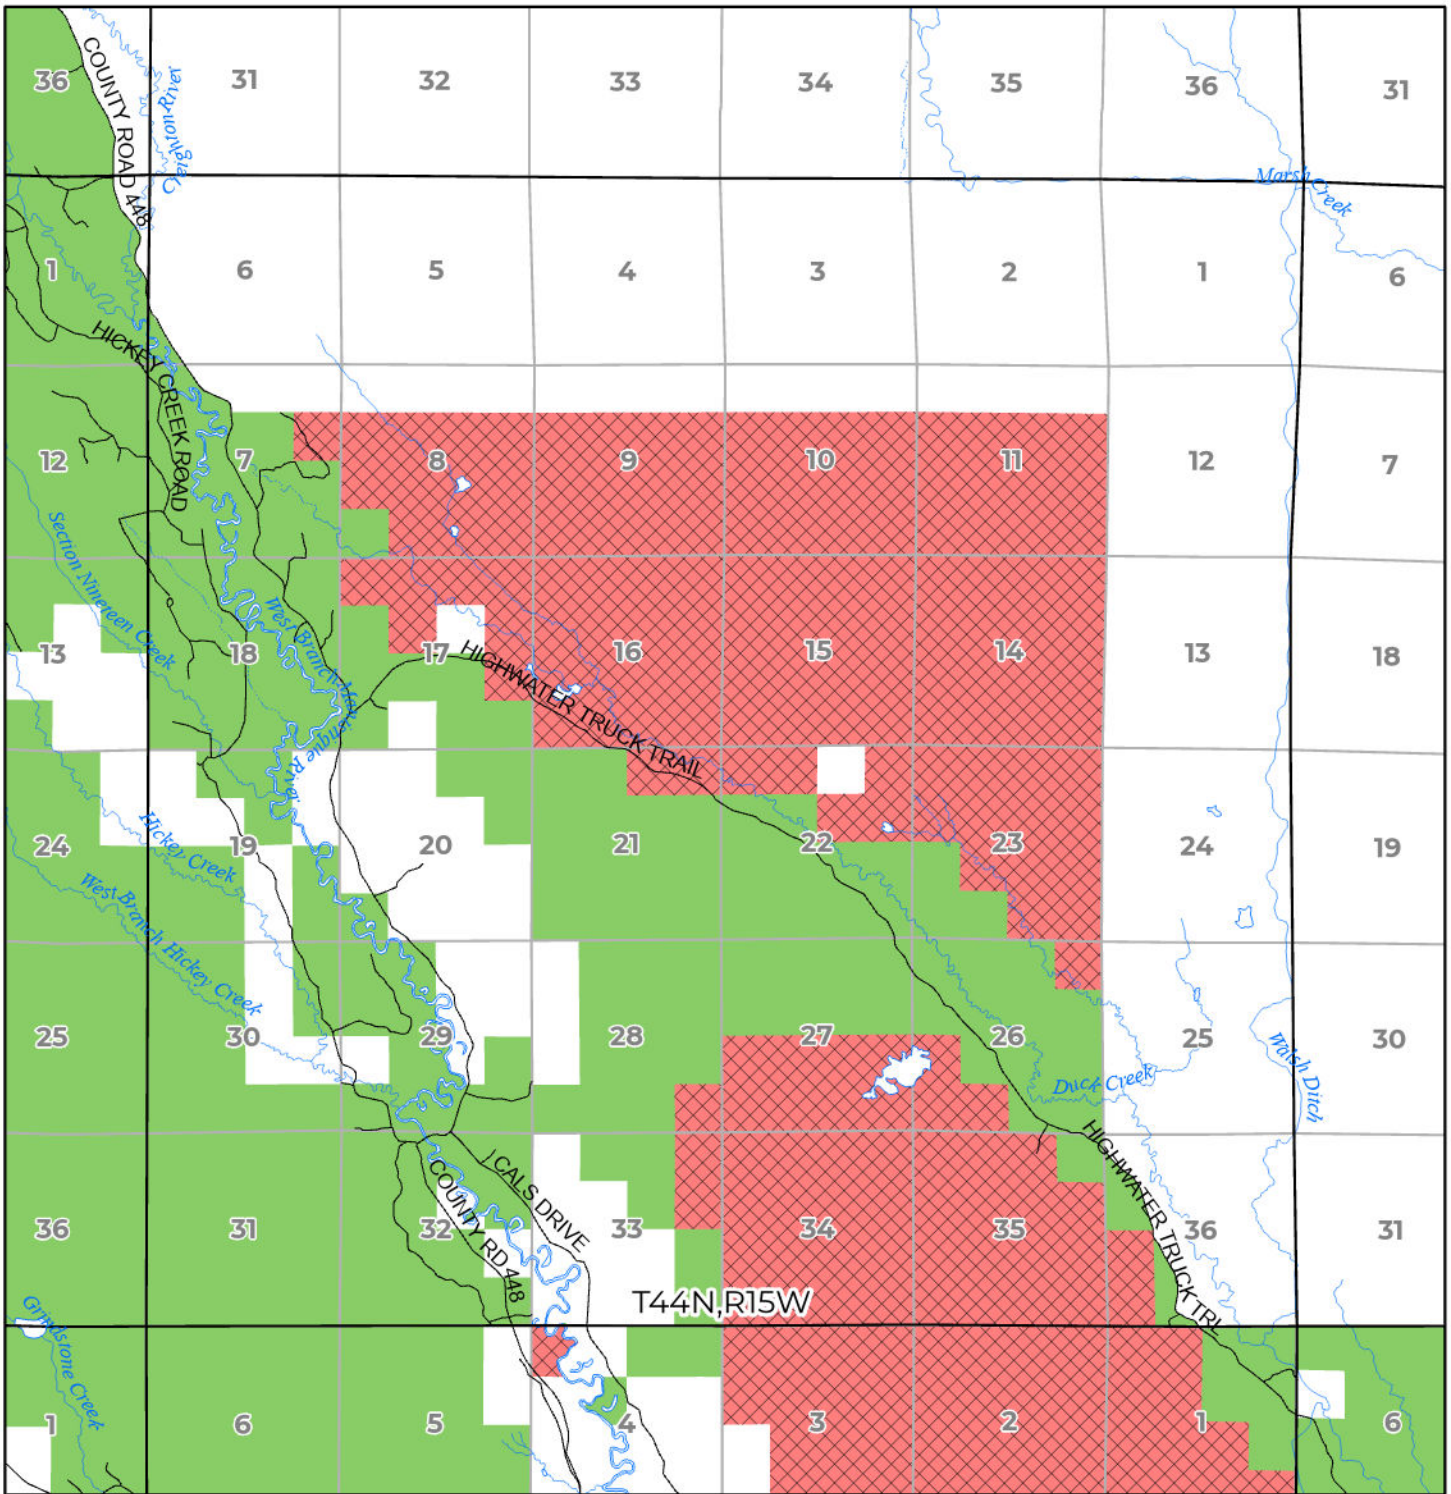 36 31 32 33 34 35 36 31
COUNTY ROAD 448
Creighton River
Marsh Creek
1 6 5 4 3 2 1 6
HICKEY CREEK ROAD
12 7 8 9 10 11 12 7
Section Nineteen Creek
West Branch Manistique River
13 18 17 16 15 14 13 18
HIGHWATER TRUCK TRAIL
24 19 20 21 22 23 24 19
Hickey Creek
West Branch Hickey Creek
25 30 29 28 27 26 25 30
Walsh Ditch
Duck Creek
HIGHWATER TRUCK TRL
CALS DRIVE
COUNTY RD 448
36 31 32 33 34 35 36 31
T44N,R15W
Grindstone Creek
1 6 5 4 3 2 1 6